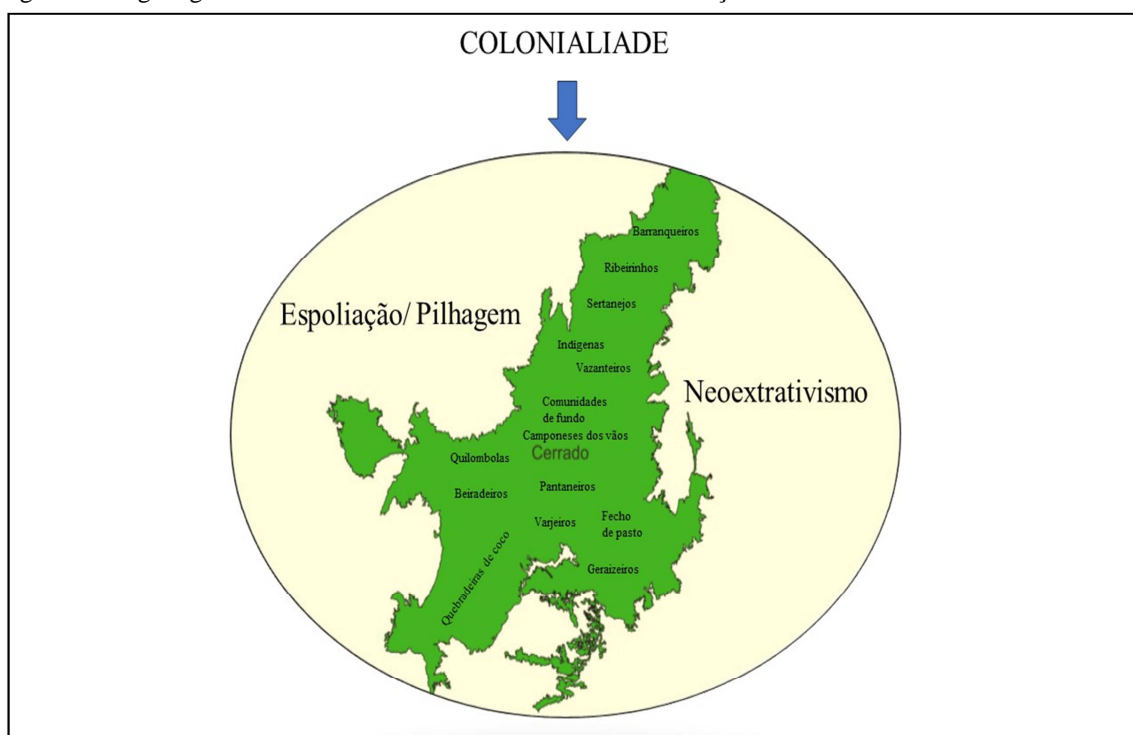 COLONIALIADE
Barranqueiros
Ribeirinhos
Espoliação/ Pilhagem
Sertanejos
Indígenas
Vazanteiros
Neoextrativismo
Comunidades
de fundo
Camponeses dos vãos
Cerrado
Quilombolas
Beiradeiros
Pantaneiros
Varjeiros
Fecho
de pasto
Quebradeiras de coco
Geraizeiros